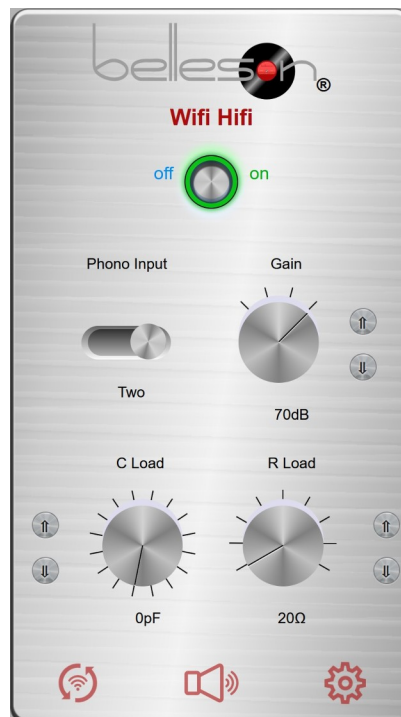 belleson®
Wifi Hifi
off on
Phono Input Gain
Two
70dB
C Load R Load
0pF 20Ω